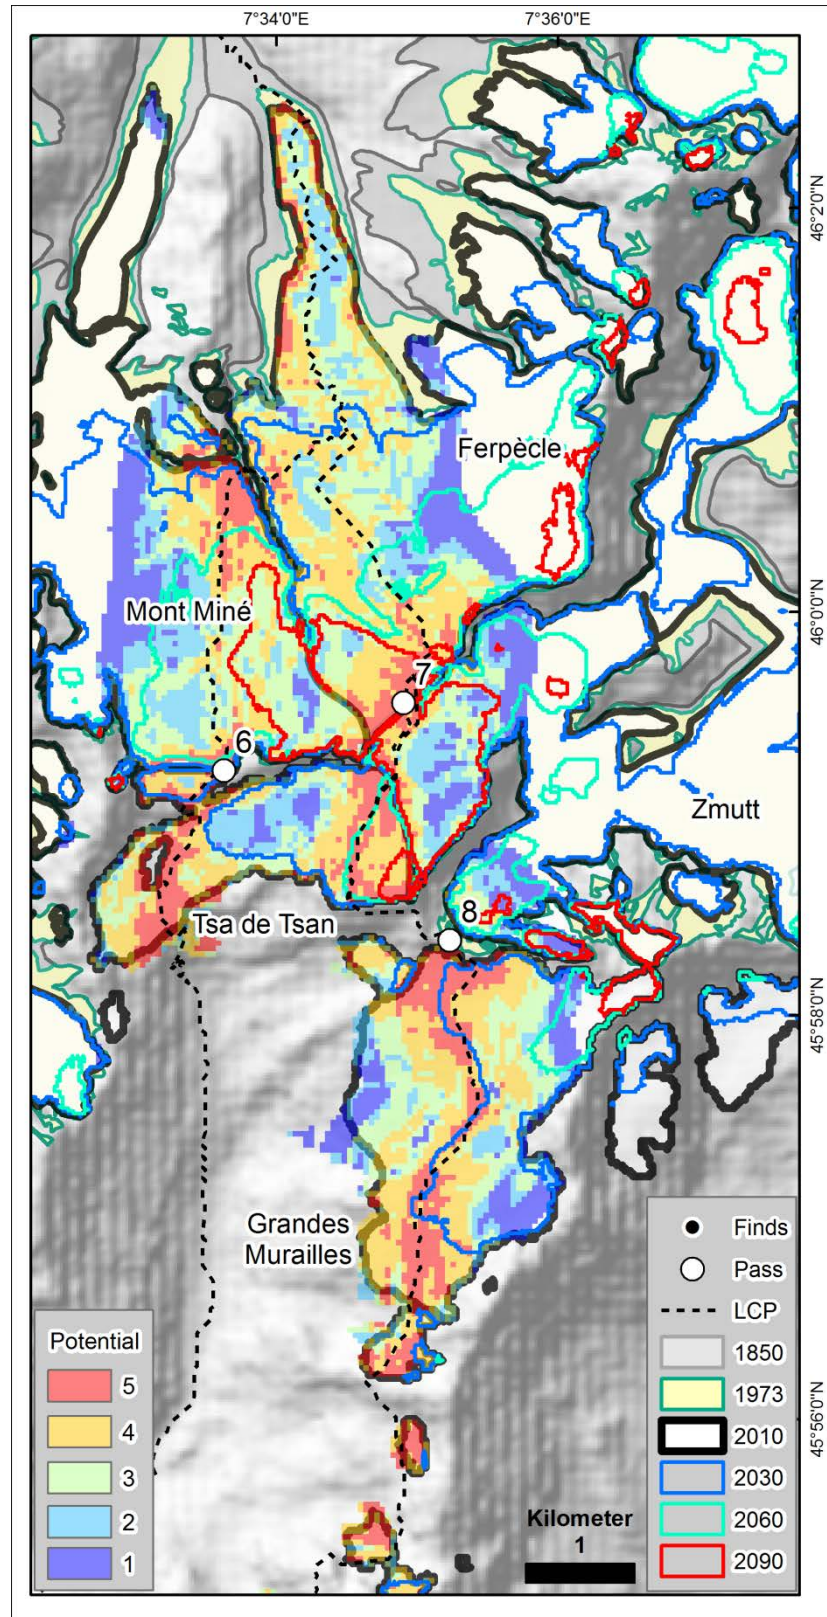 7°34'0"E
7°36'0"E
46°2'0"N
Ferpècle
46°0'0"N
Mont Miné
7
6
Zmutt
8
Tsa de Tsan
45°58'0"N
Grandes
Murailles
45°56'0"N
Potential
5
4
3
2
1
Kilometer
1
Finds
Pass
LCP
1850
1973
2010
2030
2060
2090